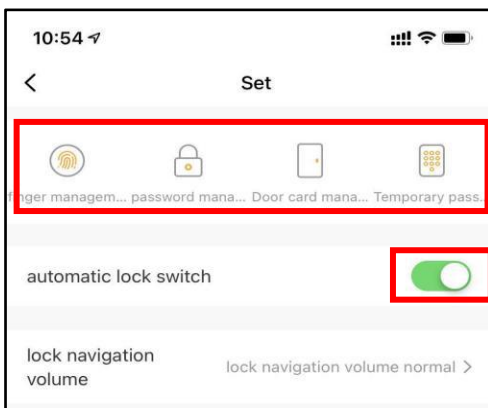 10:54
Set
finger managem... password mana... Door card mana... Temporary pass...
automatic lock switch
lock navigation
volume
lock navigation volume normal >